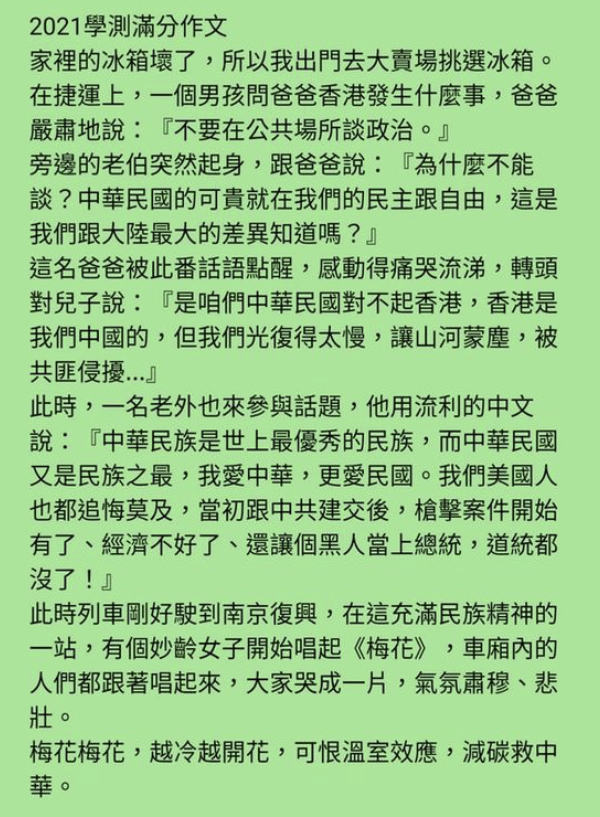 2021學測滿分作文
家裡的冰箱壞了，所以我出門去大賣場挑選冰箱。
在捷運上，一個男孩問爸爸香港發生什麼事，爸爸
嚴肅地說：『不要在公共場所談政治。』
旁邊的老伯突然起身，跟爸爸說：『為什麼不能
談？中華民國的可貴就在我們的民主跟自由，這是
我們跟大陸最大的差異知道嗎？』
這名爸爸被此番話語點醒，感動得痛哭流涕，轉頭
對兒子說：『是咱們中華民國對不起香港，香港是
我們中國的，但我們光復得太慢，讓山河蒙塵，被
共匪侵擾...』
此時，一名老外也來參與話題，他用流利的中文
說：『中華民族是世上最優秀的民族，而中華民國
又是民族之最，我愛中華，更愛民國。我們美國人
也都追悔莫及，當初跟中共建交後，槍擊案件開始
有了、經濟不好了、還讓個黑人當上總統，道統都
沒了！』
此時列車剛好駛到南京復興，在這充滿民族精神的
一站，有個妙齡女子開始唱起《梅花》，車廂內的
人們都跟著唱起來，大家哭成一片，氣氛肅穆、悲
壯。
梅花梅花，越冷越開花，可恨溫室效應，減碳救中
華。